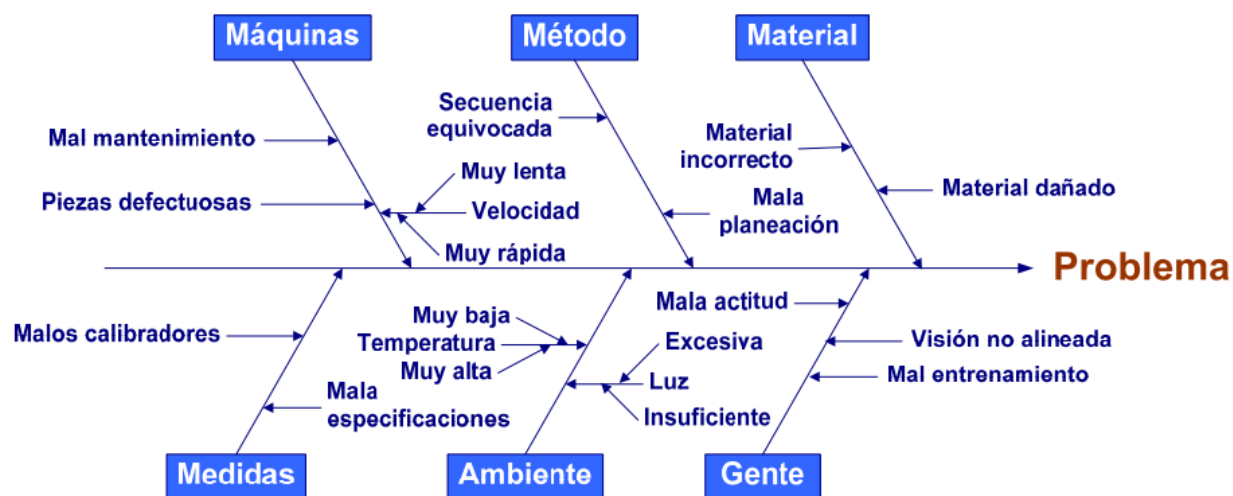 Máquinas
Método
Material
Secuencia
equivocada
Mal mantenimiento
Material
incorrecto
Muy lenta
Material dañado
Piezas defectuosas
Velocidad
Mala
planeación
Muy rápida
Problema
Mala actitud
Malos calibradores
Muy baja
Temperatura
Muy alta
Excesiva
Visión no alineada
Luz
Mal entrenamiento
Mala
especificaciones
Insuficiente
Medidas
Ambiente
Gente